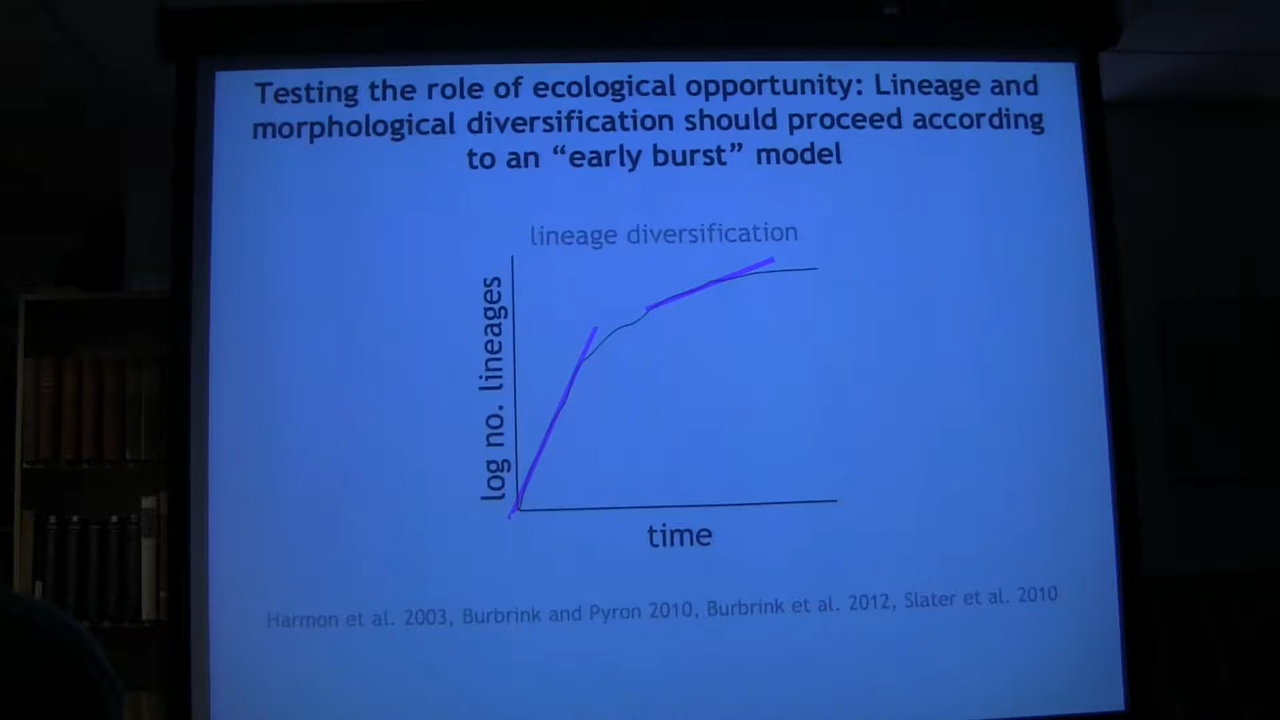 Testing the role of ecological opportunity: Lineage and
morphological diversification should proceed according
to an “early burst” model
lineage diversification
log no. lineages
time
Harmon et al. 2003, Burbrink and Pyron 2010, Burbrink et al. 2012, Slater et al. 2010